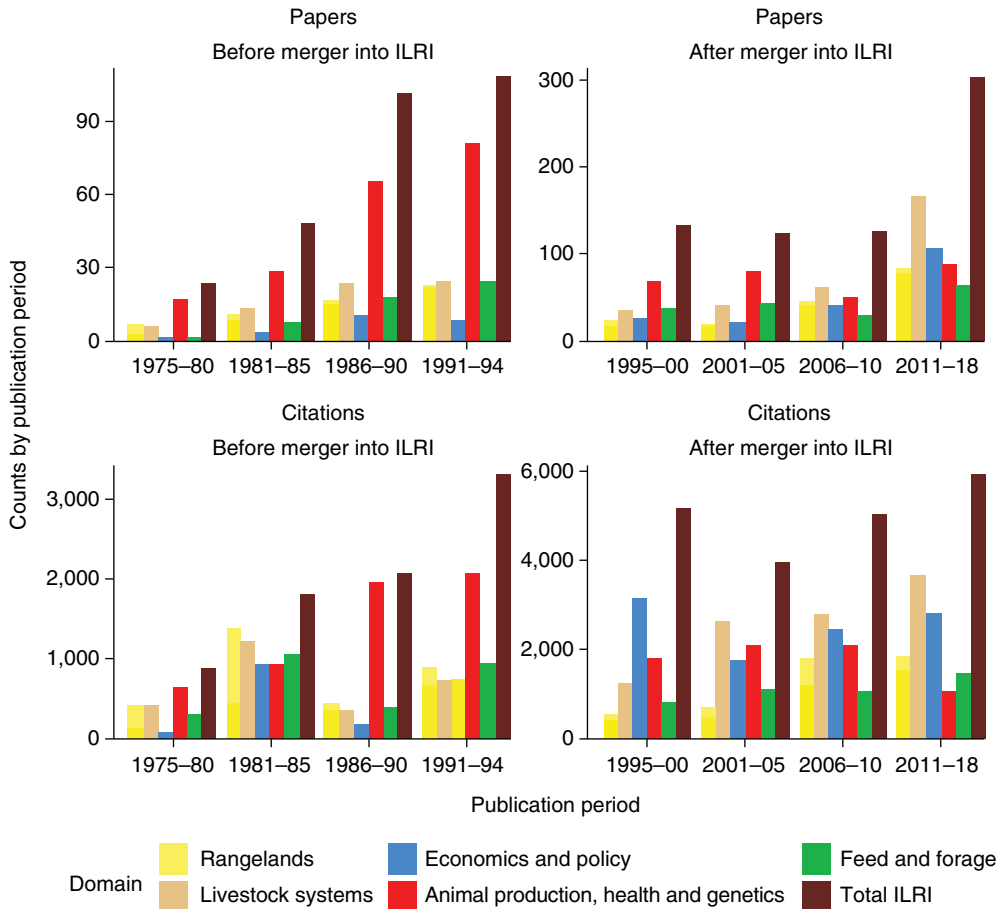 Papers
Before merger into ILRI
90
60
30
0
1975–80 1981–85 1986–90 1991–94
Papers
After merger into ILRI
300
200
100
0
1995–00 2001–05 2006–10 2011–18
Counts by publication period
Citations
Before merger into ILRI
3,000
2,000
1,000
0
1975–80 1981–85 1986–90 1991–94
Citations
After merger into ILRI
6,000
4,000
2,000
0
1995–00 2001–05 2006–10 2011–18
Publication period
Domain
Rangelands
Livestock systems
Economics and policy
Animal production, health and genetics
Feed and forage
Total ILRI